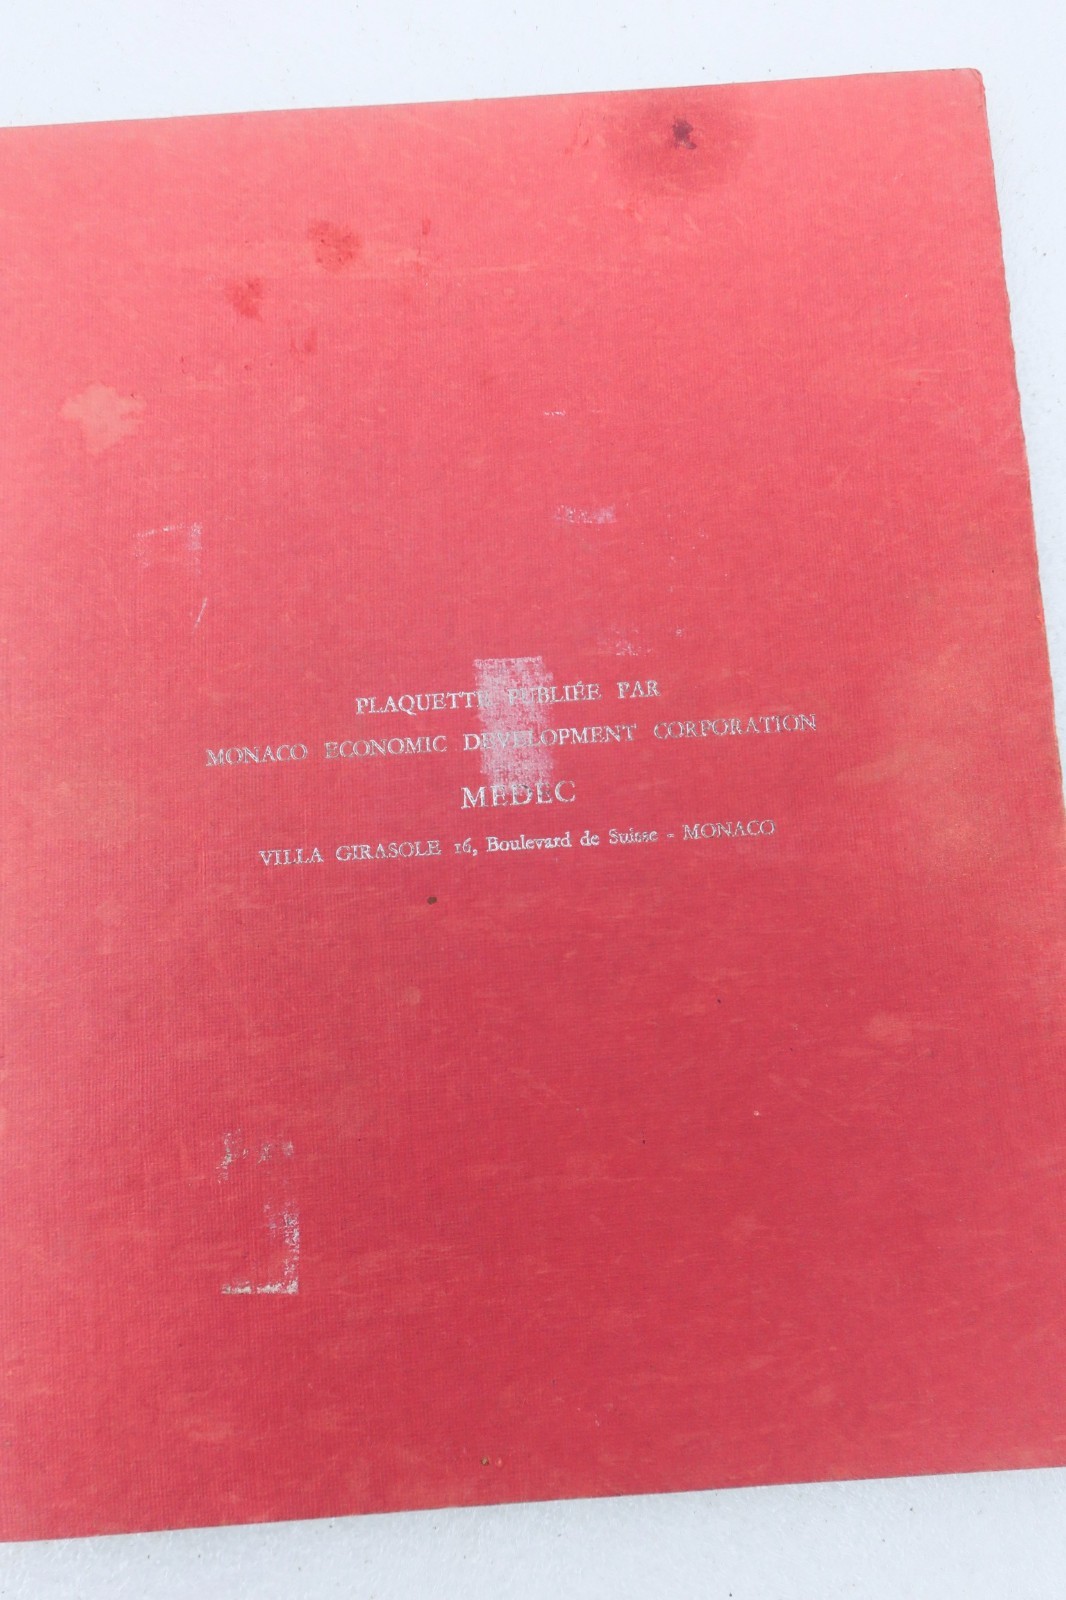 PLAQUETTE PUBLIÉE PAR
MONACO ECONOMIC DEVELOPMENT CORPORATION
MEDEC
VILLA GIRASOLE 16, Boulevard de Suisse - MONACO